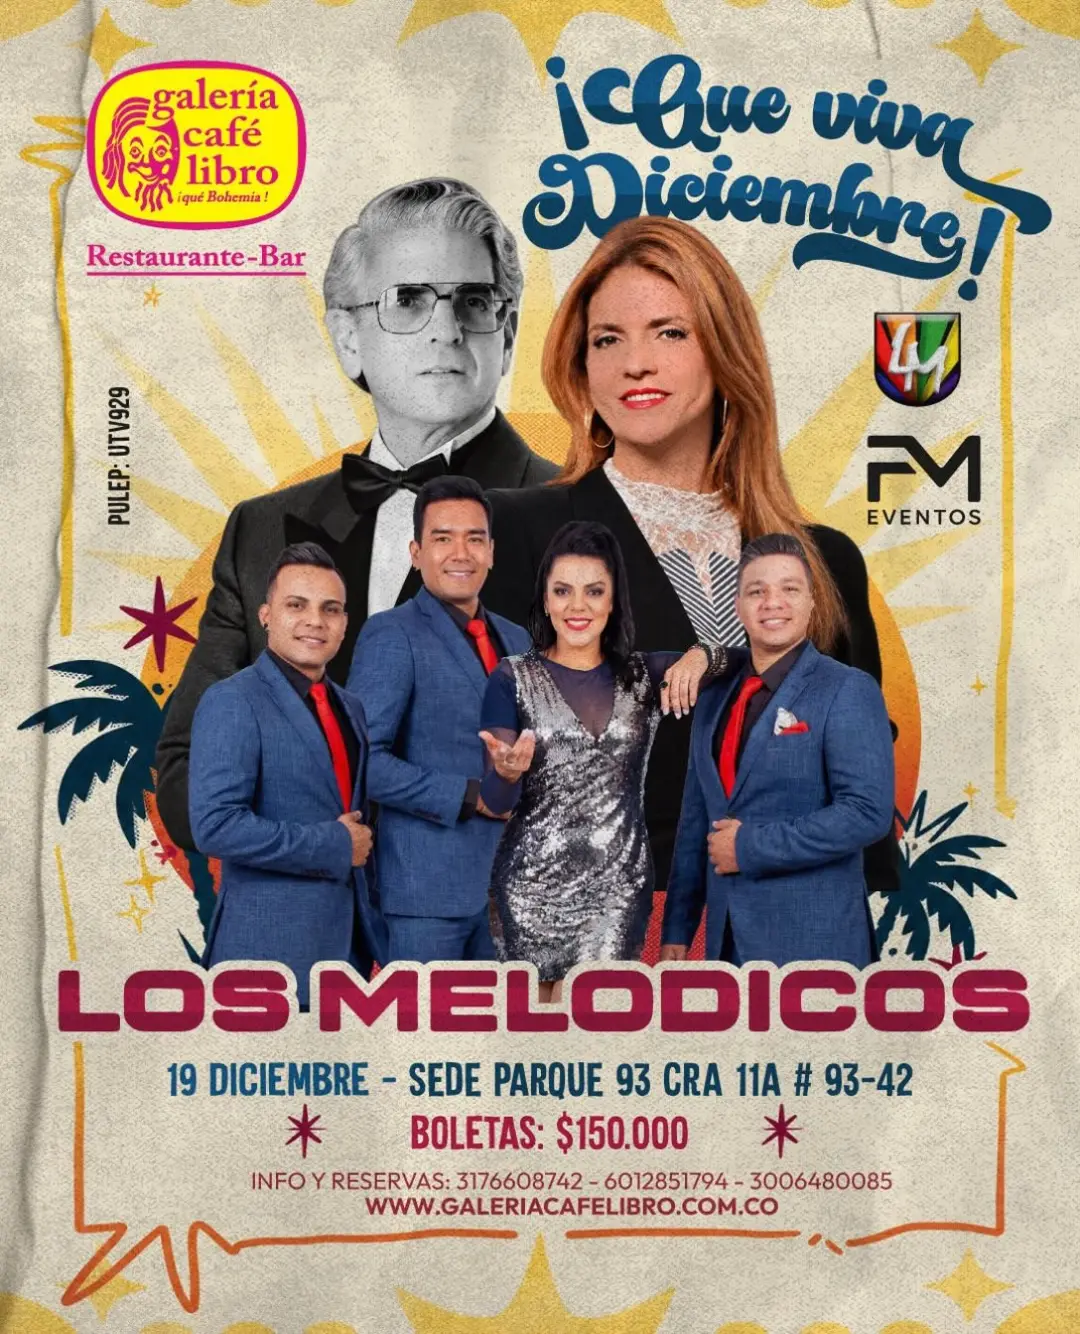 galería
café
libro
¡qué Bohemia!
Restaurante-Bar
¡Que viva
Diciembre!
LM
FM
EVENTOS
PULEP: UTV929
LOS MELODICOS
19 DICIEMBRE - SEDE PARQUE 93 CRA 11A # 93-42
BOLETAS: $150.000
INFO Y RESERVAS: 3176608742 - 6012851794 - 3006480085
WWW.GALERIACAFELIBRO.COM.CO